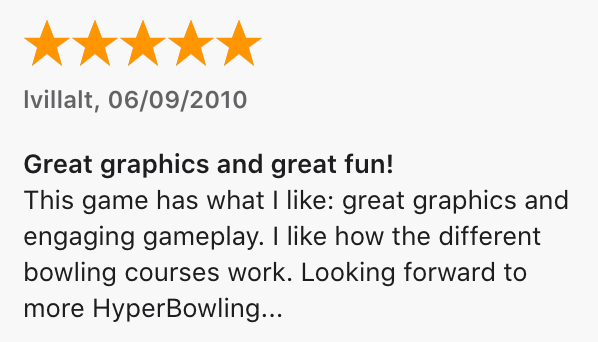 lvillalt, 06/09/2010
Great graphics and great fun!
This game has what I like: great graphics and
engaging gameplay. I like how the different
bowling courses work. Looking forward to
more HyperBowling...